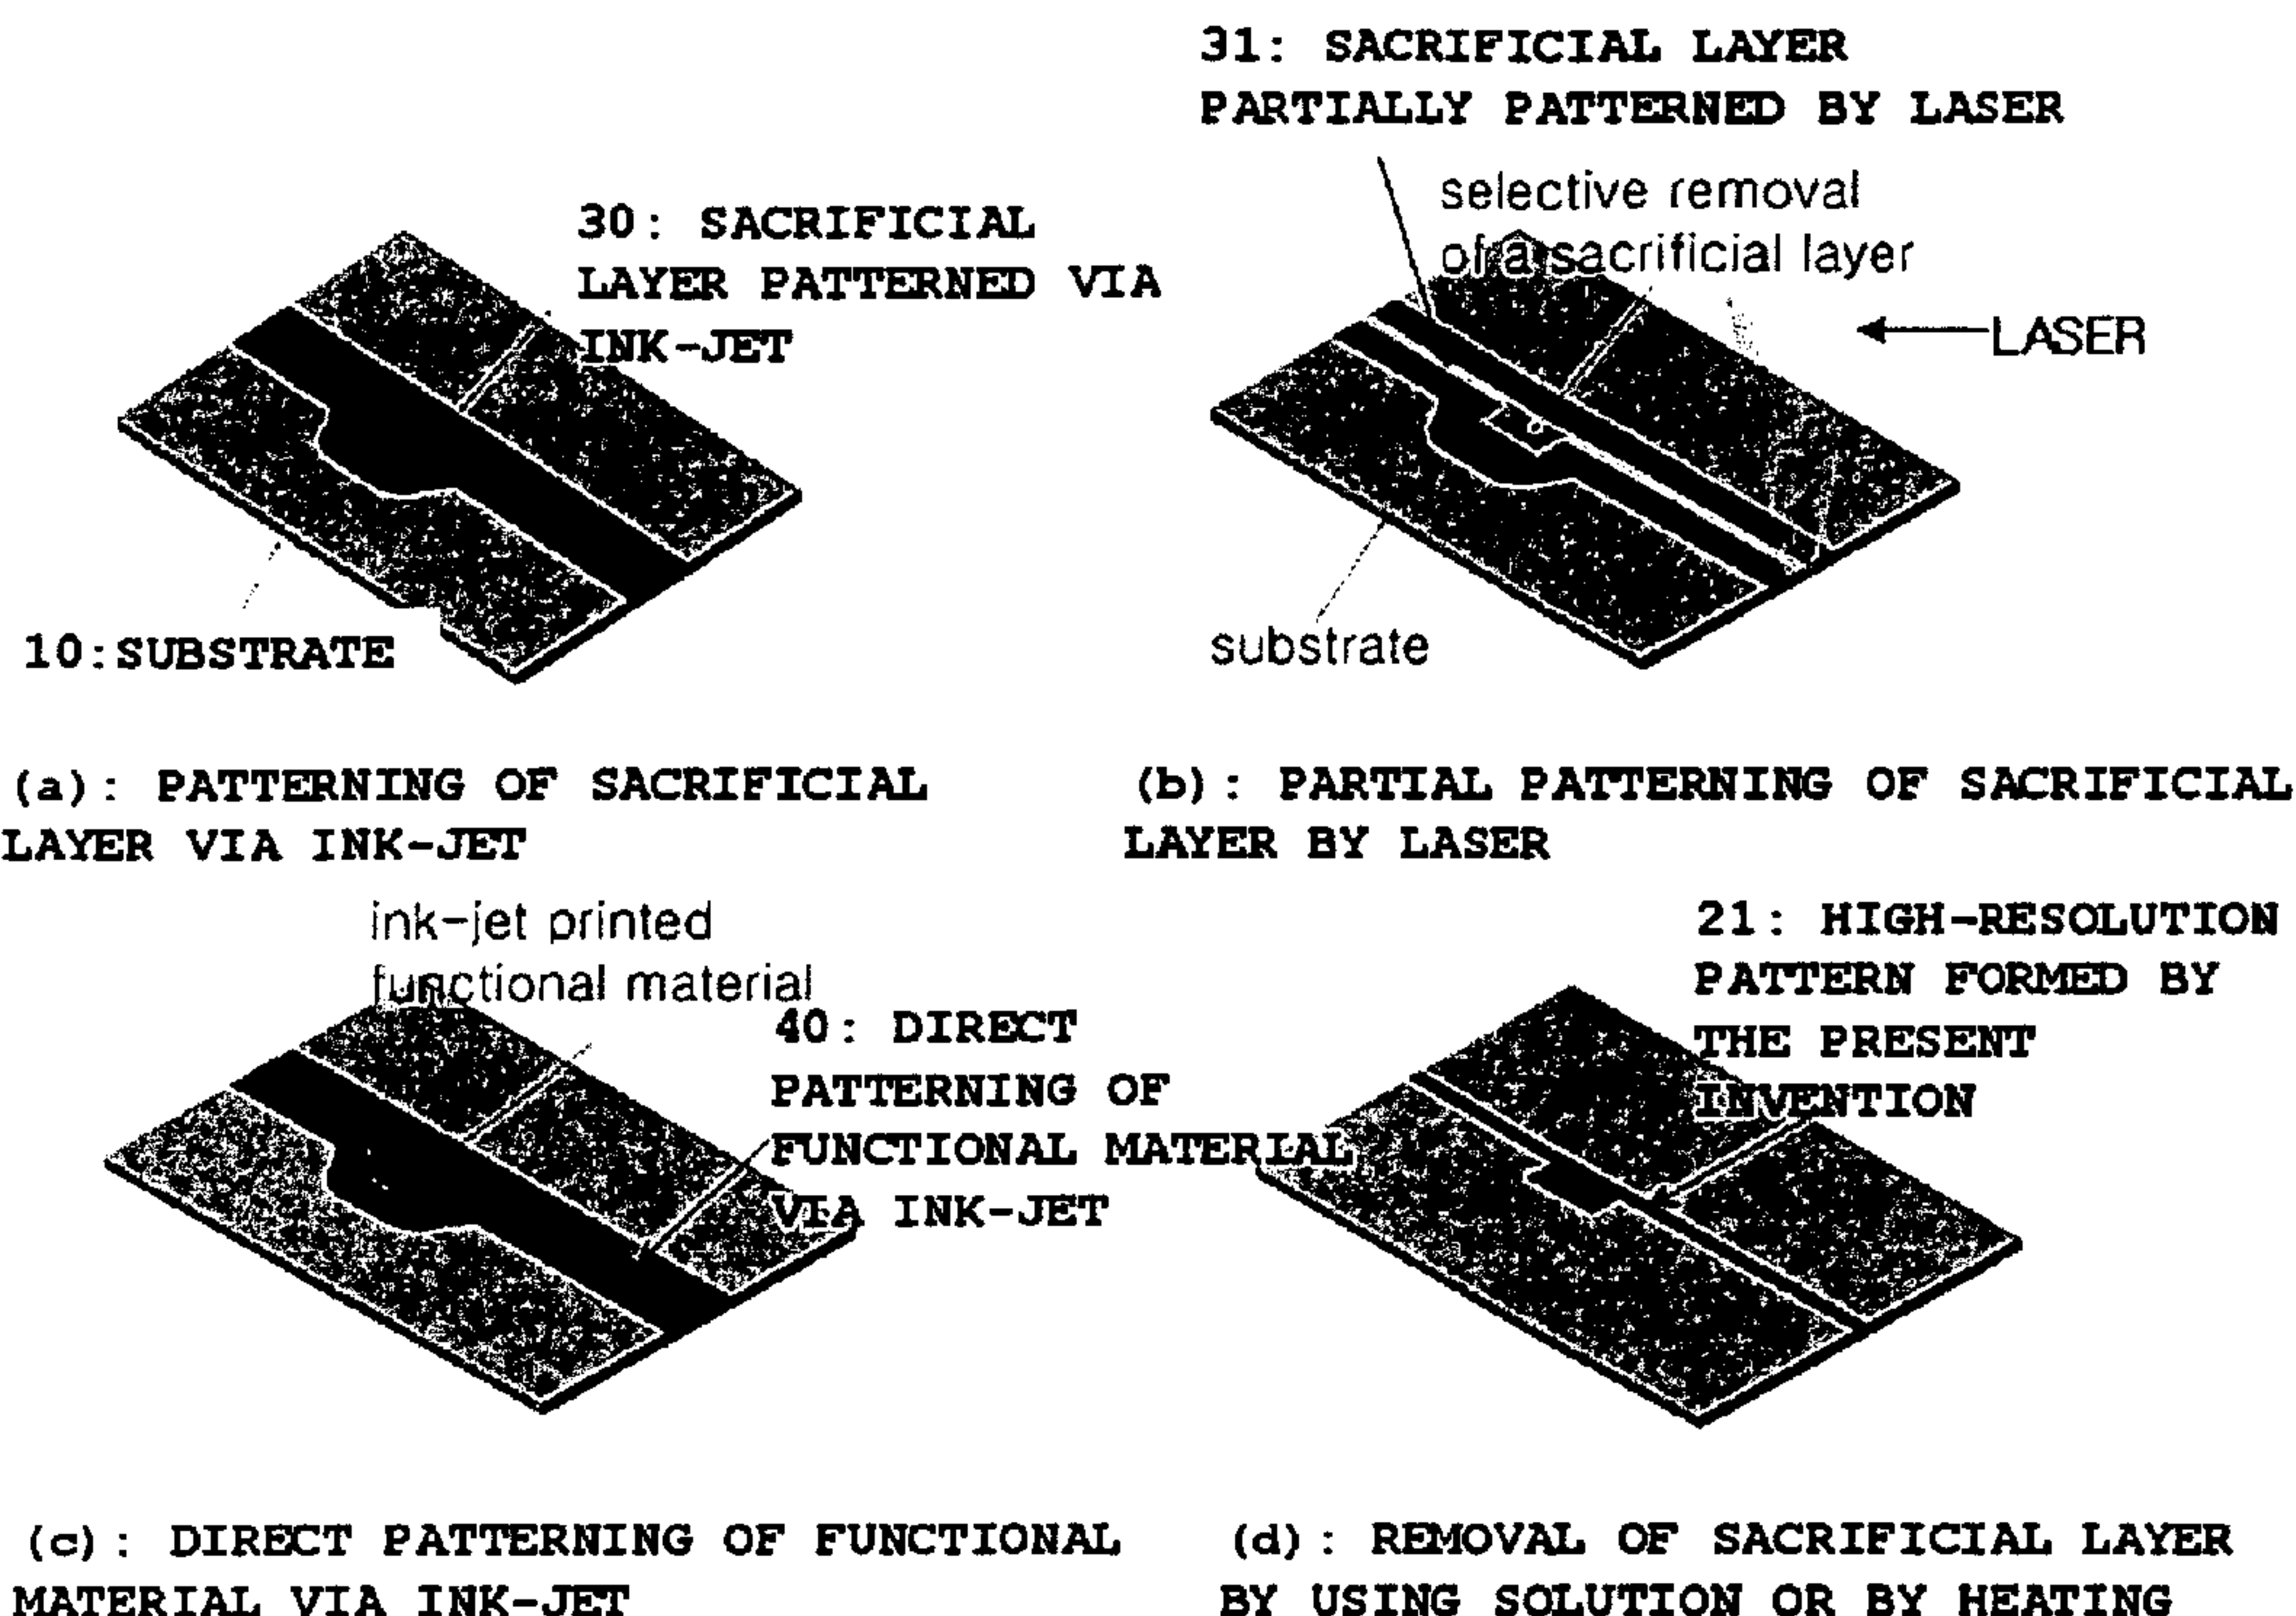 30: SACRIFICIAL
LAYER PATTERNED VIA
INK-JET
10:SUBSTRATE
(a): PATTERNING OF SACRIFICIAL
LAYER VIA INK-JET
31: SACRIFICIAL LAYER
PARTIALLY PATTERNED BY LASER
selective removal
of a sacrificial layer
LASER
substrate
(b): PARTIAL PATTERNING OF SACRIFICIAL
LAYER BY LASER
ink-jet printed
functional material
40: DIRECT
PATTERNING OF
FUNCTIONAL MATERIAL
VIA INK-JET
(c): DIRECT PATTERNING OF FUNCTIONAL
MATERIAL VIA INK-JET
21: HIGH-RESOLUTION
PATTERN FORMED BY
THE PRESENT
INVENTION
(d): REMOVAL OF SACRIFICIAL LAYER
BY USING SOLUTION OR BY HEATING